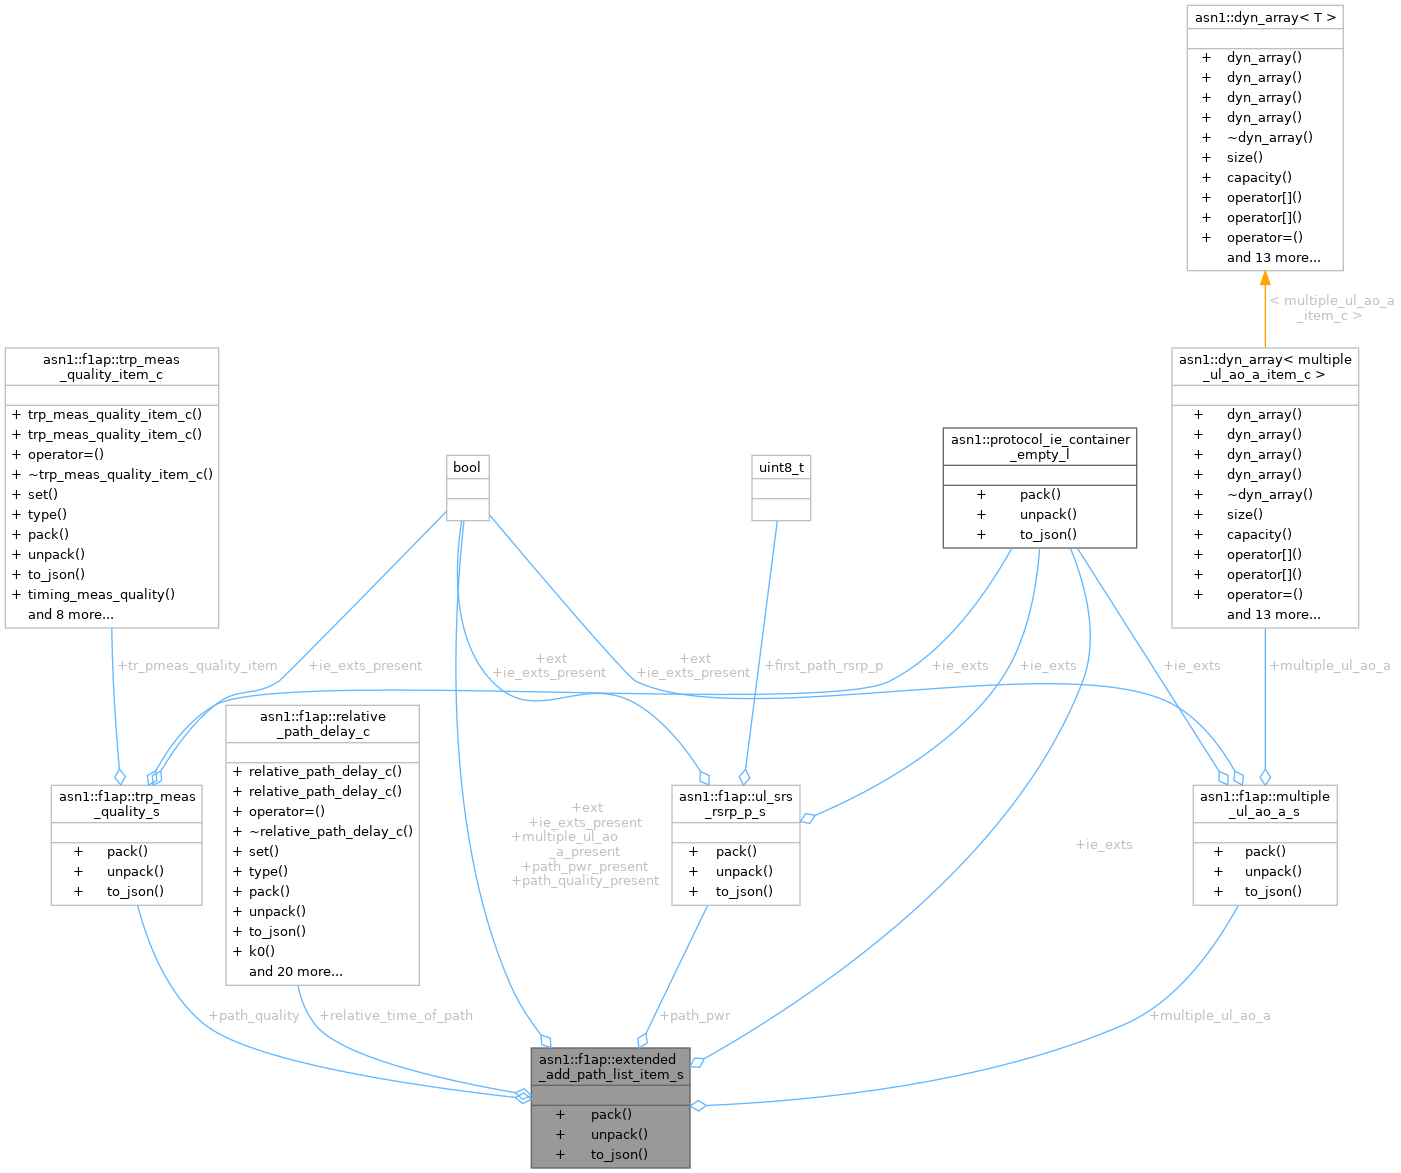 asn1::dyn_array< T >
+ dyn_array()
+ dyn_array()
+ dyn_array()
+ dyn_array()
+ ~dyn_array()
+ size()
+ capacity()
+ operator[]()
+ operator[]()
+ operator=()
and 13 more...
< multiple_ul_ao_a
_item_c >
asn1::f1ap::trp_meas
_quality_item_c
+ trp_meas_quality_item_c()
+ trp_meas_quality_item_c()
+ operator=()
+ ~trp_meas_quality_item_c()
+ set()
+ type()
+ pack()
+ unpack()
+ to_json()
+ timing_meas_quality()
and 8 more...
bool
uint8_t
asn1::protocol_ie_container
_empty_l
+ pack()
+ unpack()
+ to_json()
asn1::dyn_array< multiple
_ul_ao_a_item_c >
+ dyn_array()
+ dyn_array()
+ dyn_array()
+ dyn_array()
+ ~dyn_array()
+ size()
+ capacity()
+ operator[]()
+ operator[]()
+ operator=()
and 13 more...
+tr_pmeas_quality_item
+ie_exts_present
+ext
+ie_exts_present
+ext
+ie_exts_present
+first_path_rsrp_p
+ie_exts
+ie_exts
+ie_exts
+multiple_ul_ao_a
asn1::f1ap::relative
_path_delay_c
+ relative_path_delay_c()
+ relative_path_delay_c()
+ operator=()
+ ~relative_path_delay_c()
+ set()
+ type()
+ pack()
+ unpack()
+ to_json()
+ k0()
and 20 more...
asn1::f1ap::trp_meas
_quality_s
+ pack()
+ unpack()
+ to_json()
+ext
+ie_exts_present
+multiple_ul_ao
_a_present
+path_pwr_present
+path_quality_present
asn1::f1ap::ul_srs
_rsrp_p_s
+ pack()
+ unpack()
+ to_json()
+ie_exts
asn1::f1ap::multiple
_ul_ao_a_s
+ pack()
+ unpack()
+ to_json()
+path_quality
+relative_time_of_path
+path_pwr
+multiple_ul_ao_a
asn1::f1ap::extended
_add_path_list_item_s
+ pack()
+ unpack()
+ to_json()